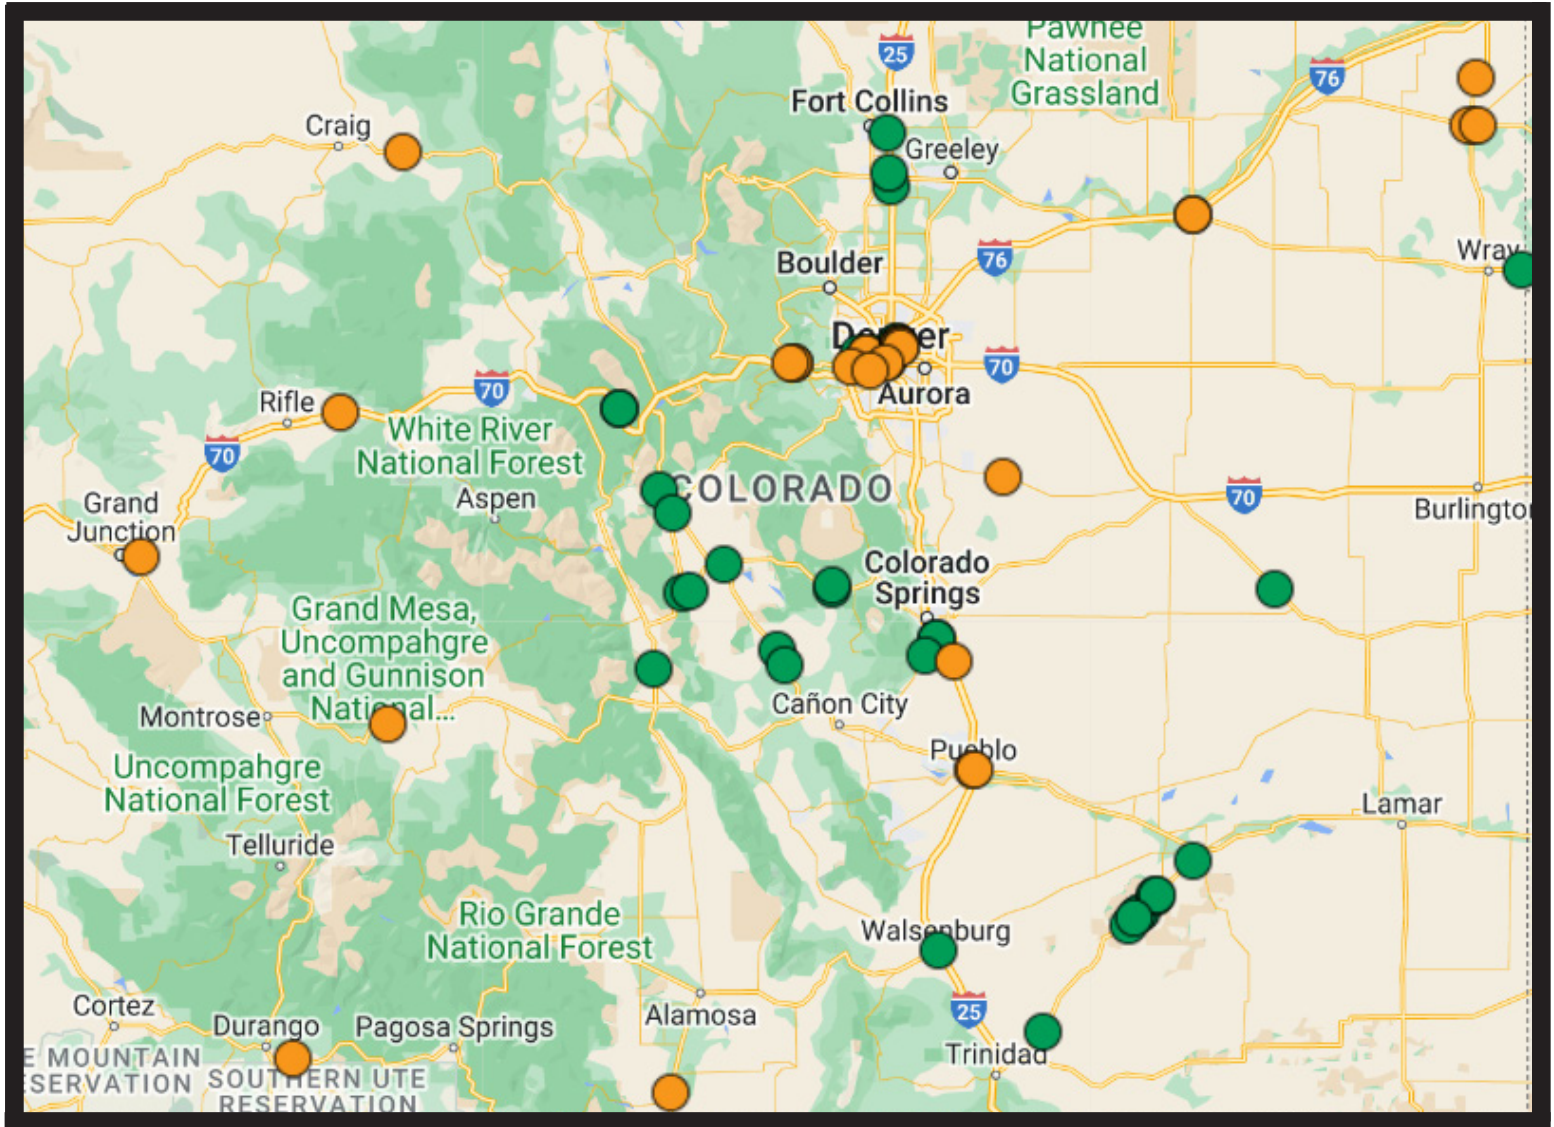 Pawnee
National
Grassland
25
76
Fort Collins
Craig
Greeley
Wray
76
Boulder
Denver
70
Aurora
70
Rifle
White River
National Forest
70
COLORADO
Aspen
70
Grand
Junction
Burlingto
Colorado
Springs
Grand Mesa,
Uncompahgre
and Gunnison
National...
Cañon City
Montrose
Pueblo
Uncompahgre
National Forest
Lamar
Telluride
Rio Grande
National Forest
Walsenburg
Cortez
25
Durango
Pagosa Springs
Alamosa
Trinidad
E MOUNTAIN
ESERVATION
SOUTHERN UTE
RESERVATION